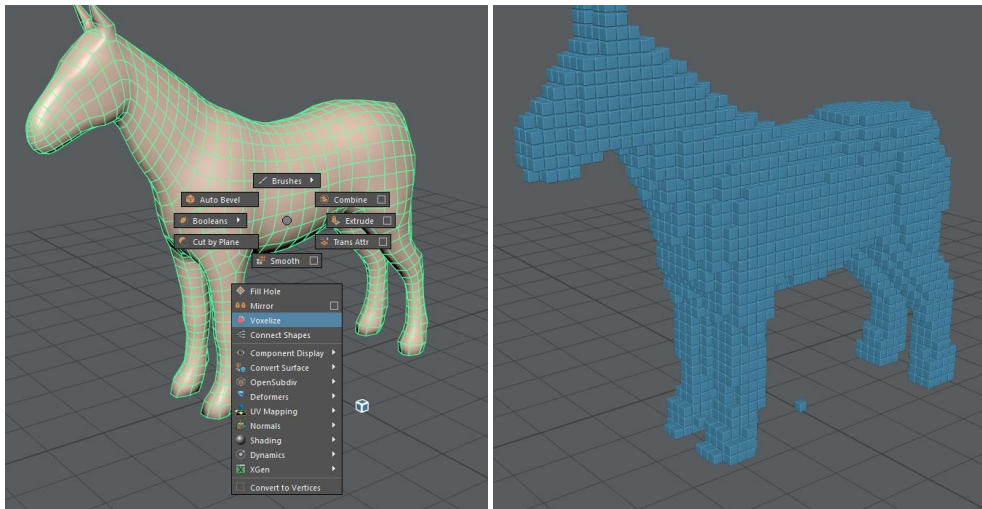 Brushes
Auto Bevel
Combine
Booleans
Extrude
Cut by Plane
Trans Attr
Smooth
Fill Hole
Mirror
Voxelize
Connect Shapes
Component Display
Convert Surface
OpenSubdiv
Deformers
UV Mapping
Normals
Shading
Dynamics
XGen
Convert to Vertices